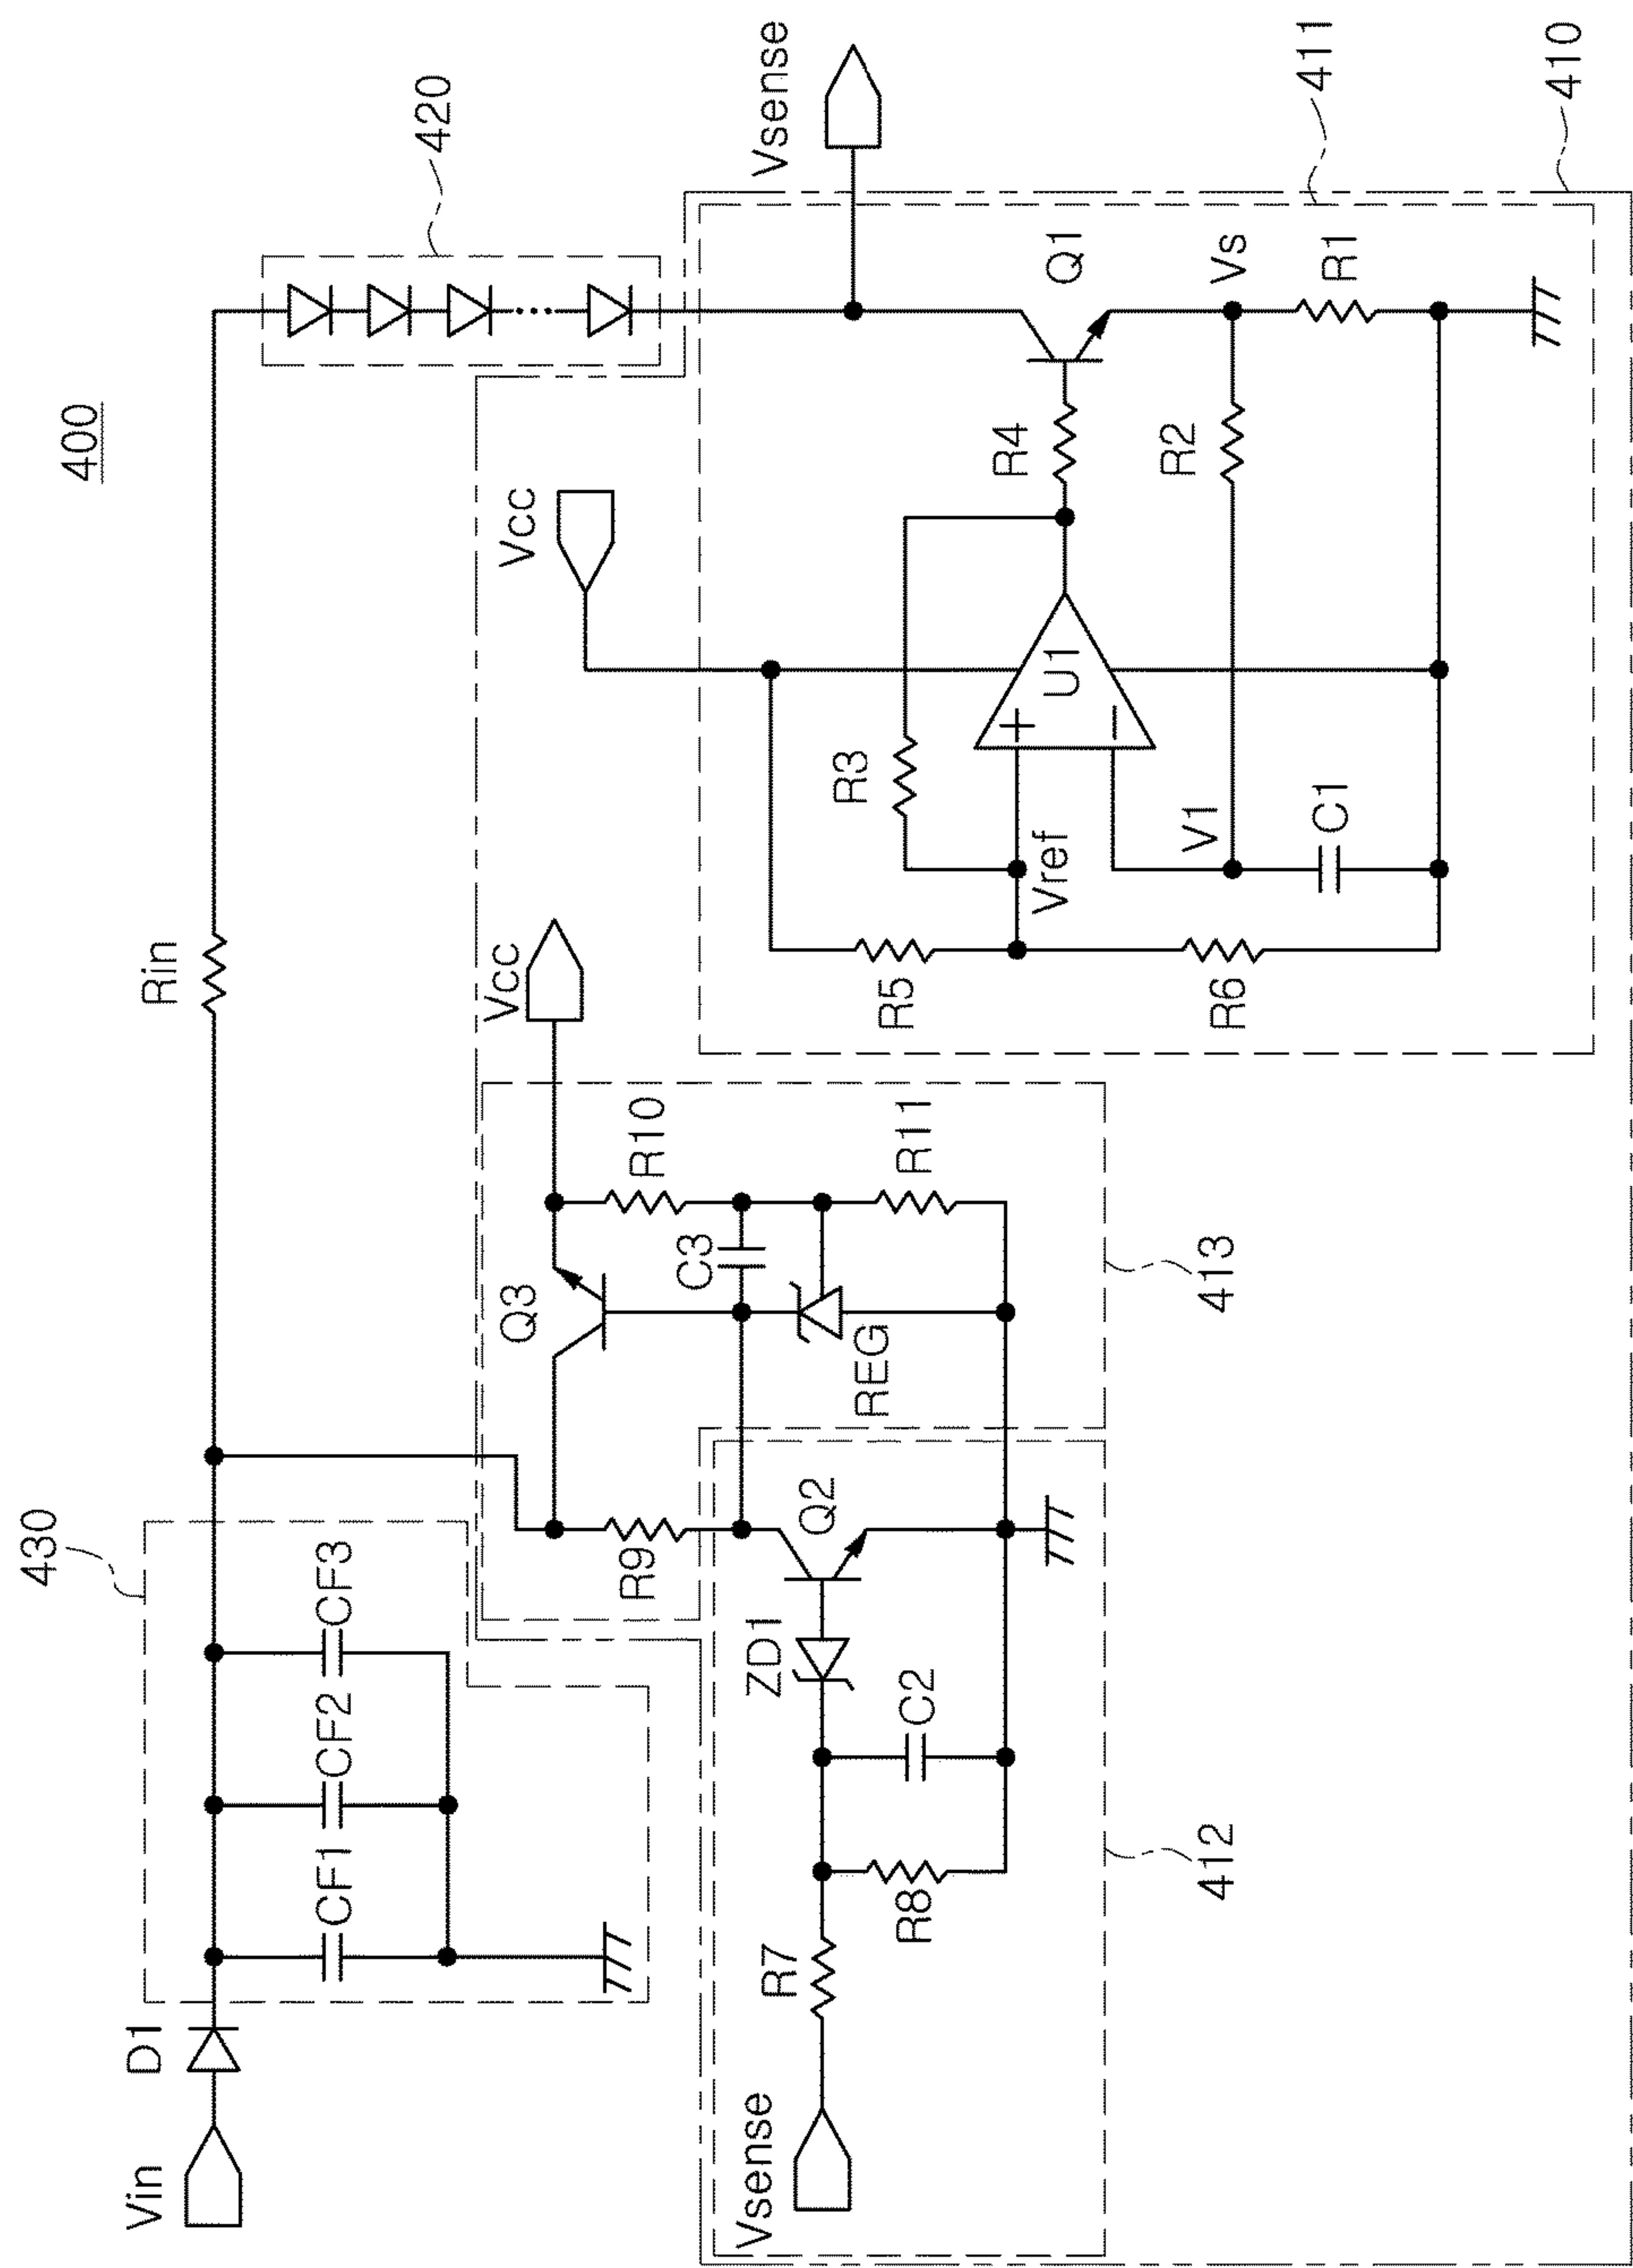 400
Vin
D1
430
CF1
CF2
CF3
Rin
420
Vcc
Vcc
Vsense
Q3
R9
R10
C3
REG
R11
413
Vsense
R7
R8
C2
ZD1
Q2
412
R5
R6
Vref
R3
U1
+
−
V1
C1
R4
R2
Q1
Vs
R1
411
410